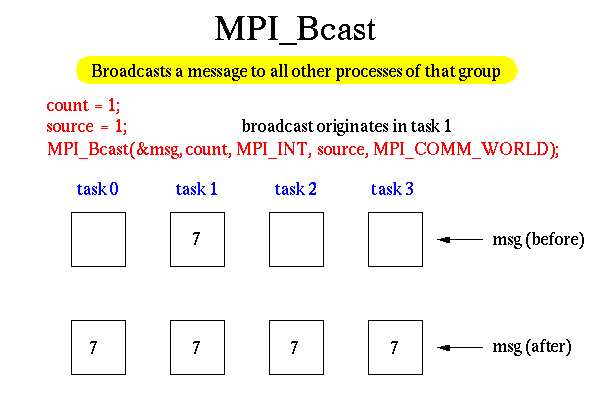 MPI_Bcast
Broadcasts a message to all other processes of that group
count = 1;
source = 1; broadcast originates in task 1
MPI_Bcast(&msg, count, MPI_INT, source, MPI_COMM_WORLD);
task 0 task 1 task 2 task 3
7 msg (before)
7 7 7 7 msg (after)